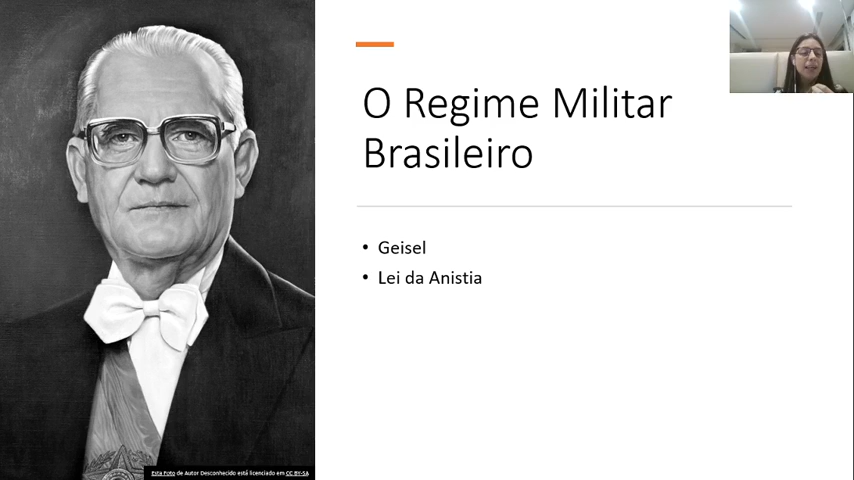 O Regime Militar
Brasileiro
• Geisel
• Lei da Anistia
Esta Foto de Autor Desconhecido está licenciado em CC BY-SA